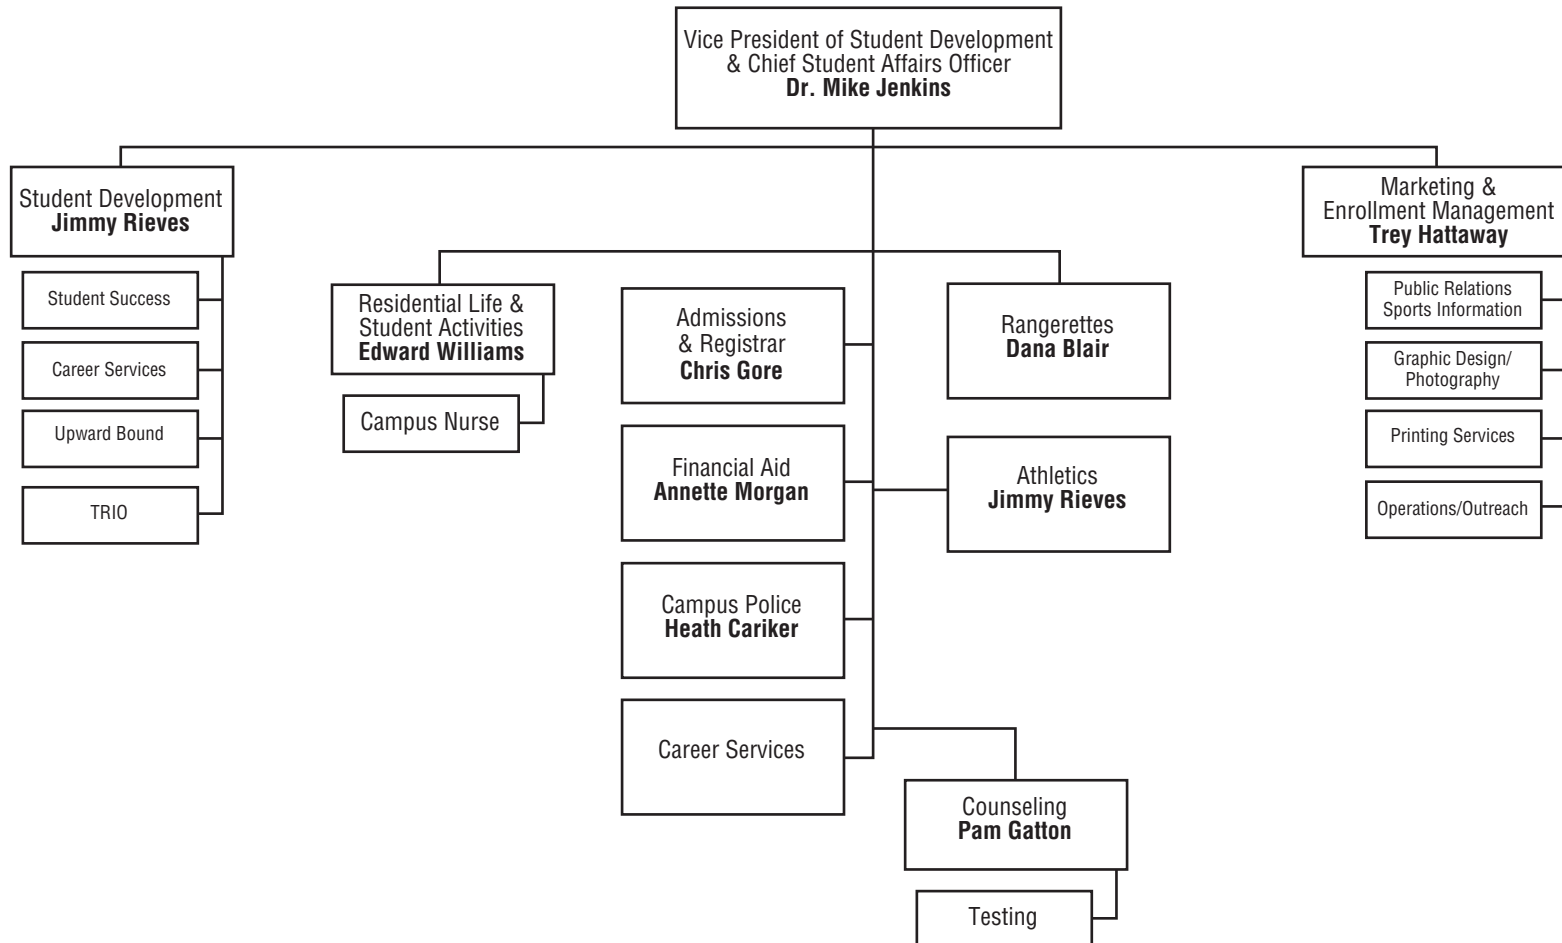 Vice President of Student Development
& Chief Student Affairs Officer
Dr. Mike Jenkins
Student Development
Jimmy Rieves
Student Success
Career Services
Upward Bound
TRIO
Residential Life &
Student Activities
Edward Williams
Campus Nurse
Admissions
& Registrar
Chris Gore
Financial Aid
Annette Morgan
Campus Police
Heath Cariker
Career Services
Rangerettes
Dana Blair
Athletics
Jimmy Rieves
Counseling
Pam Gatton
Testing
Marketing &
Enrollment Management
Trey Hattaway
Public Relations
Sports Information
Graphic Design/
Photography
Printing Services
Operations/Outreach